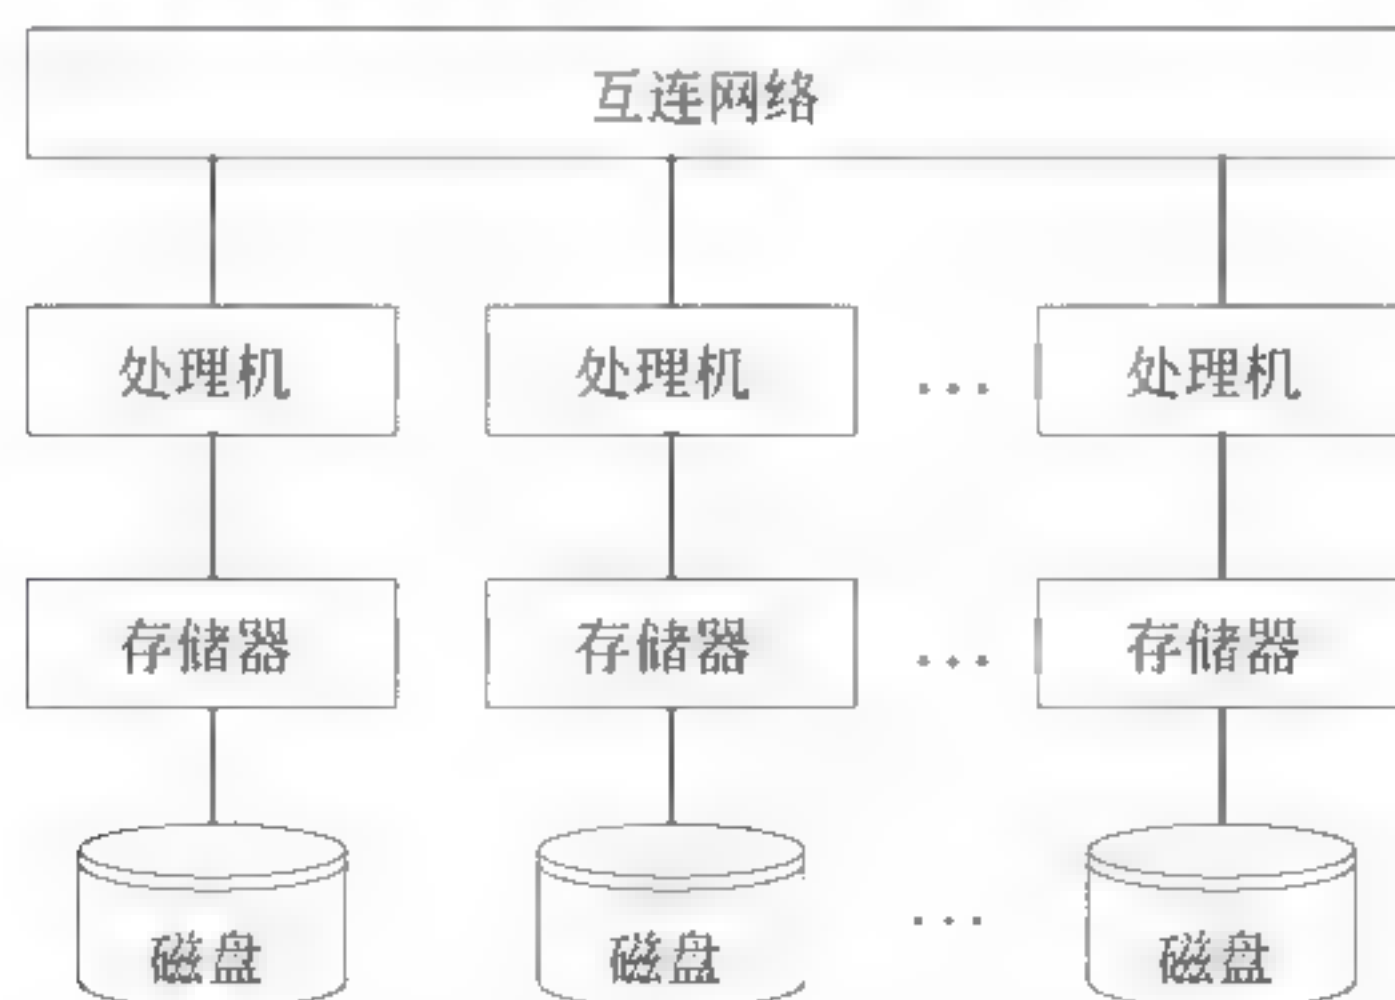 互连网络
处理机 处理机 ... 处理机
存储器 存储器 ... 存储器
磁盘 磁盘 ... 磁盘